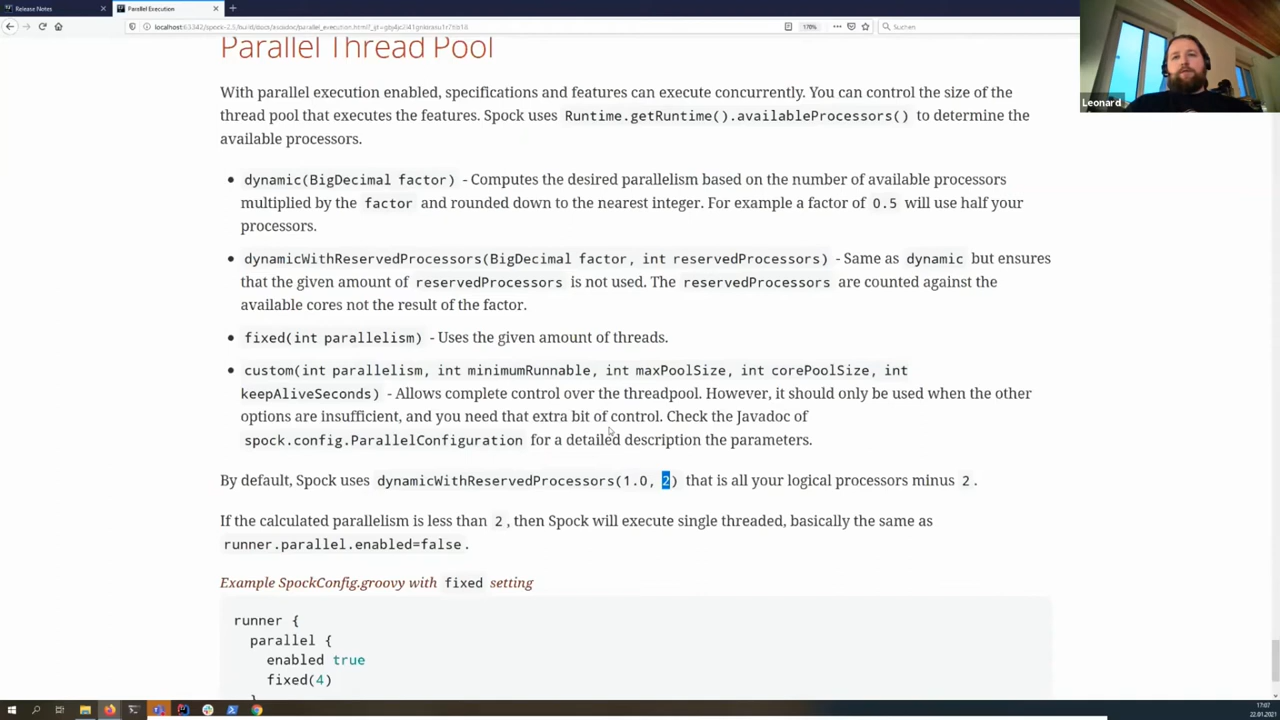 Release Notes
Parallel Execution
170%
Suchen
Parallel Thread Pool
With parallel execution enabled, specifications and features can execute concurrently. You can control the size of the
thread pool that executes the features. Spock uses Runtime.getRuntime().availableProcessors() to determine the
available processors.
dynamic(BigDecimal factor) - Computes the desired parallelism based on the number of available processors
multiplied by the factor and rounded down to the nearest integer. For example a factor of 0.5 will use half your
processors.
dynamicWithReservedProcessors(BigDecimal factor, int reservedProcessors) - Same as dynamic but ensures
that the given amount of reservedProcessors is not used. The reservedProcessors are counted against the
available cores not the result of the factor.
fixed(int parallelism) - Uses the given amount of threads.
custom(int parallelism, int minimumRunnable, int maxPoolSize, int corePoolSize, int
keepAliveSeconds) - Allows complete control over the threadpool. However, it should only be used when the other
options are insufficient, and you need that extra bit of control. Check the Javadoc of
spock.config.ParallelConfiguration for a detailed description the parameters.
By default, Spock uses dynamicWithReservedProcessors(1.0, 2) that is all your logical processors minus 2.
If the calculated parallelism is less than 2, then Spock will execute single threaded, basically the same as
runner.parallel.enabled=false.
Example SpockConfig.groovy with fixed setting
runner {
parallel {
enabled true
fixed(4)
}
Leonard
17:07
22.01.2021